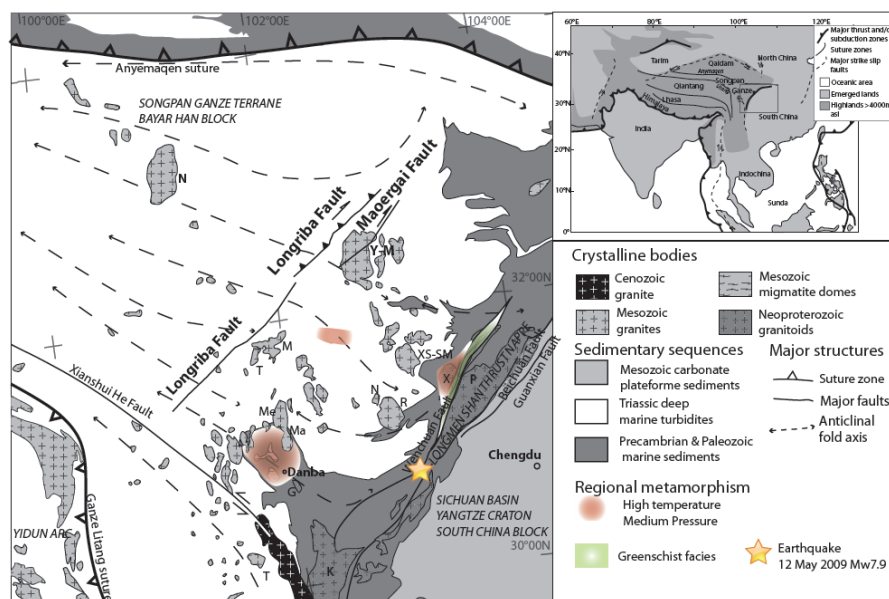 100°00E
102°00E
104°00E
Anyemaqen suture
SONGPAN GANZE TERRANE
BAYAR HAN BLOCK
N
Longriba Fault
Maoergai Fault
Y-M
32°00N
Longriba Fault
M
T
XS-SM
X
P
Beichuan Fault
Guanxian Fault
LONGMEN SHAN THRUST NAPPE
Wenchuan Fault
Xianshui He Fault
N
R
Me
Ma
Danba
G
Chengdu
SICHUAN BASIN
YANGTZE CRATON
SOUTH CHINA BLOCK
30°00N
YIDUN ARC
Ganze Litang suture
T
K
60°E
80°E
100°E
120°E
40°N
30°N
20°N
10°N
0°
Tarim
Qaidam
North China
Anymaqen
Songpan
Ganze
Qiantang
Lhasa
Himalaya
South China
India
Indochina
Sunda
Major thrust and/o
subduction zones
Suture zones
Major strike slip
faults
Oceanic area
Emerged lands
Highlands >4000m
asl
Crystalline bodies
Cenozoic
granite
Mesozoic
migmatite domes
Mesozoic
granites
Neoproterozoic
granitoids
Sedimentary sequences
Major structures
Mesozoic carbonate
plateforme sediments
Suture zone
Triassic deep
marine turbidites
Major faults
Anticlinal
fold axis
Precambrian & Paleozoic
marine sediments
Regional metamorphism
High temperature
Medium Pressure
Greenschist facies
Earthquake
12 May 2009 Mw7.9